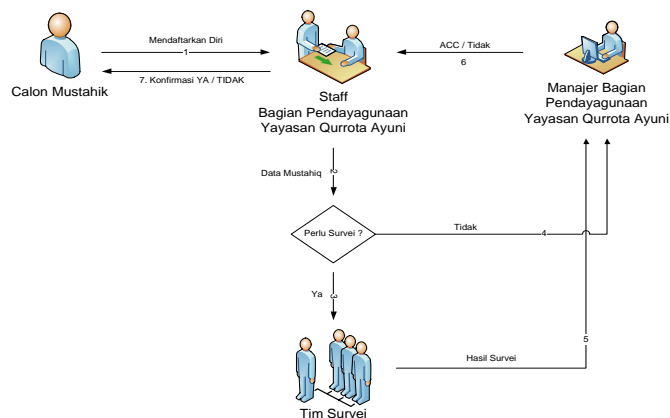 Mendaftarkan Diri
1
7. Konfirmasi YA / TIDAK
Calon Mustahik
ACC / Tidak
6
Staff
Bagian Pendayagunaan
Yayasan Qurrota Ayuni
Manajer Bagian
Pendayagunaan
Yayasan Qurrota Ayuni
Data Mustahiq
2
Perlu Survei ?
Tidak
4
Ya
3
5
Hasil Survei
Tim Survei